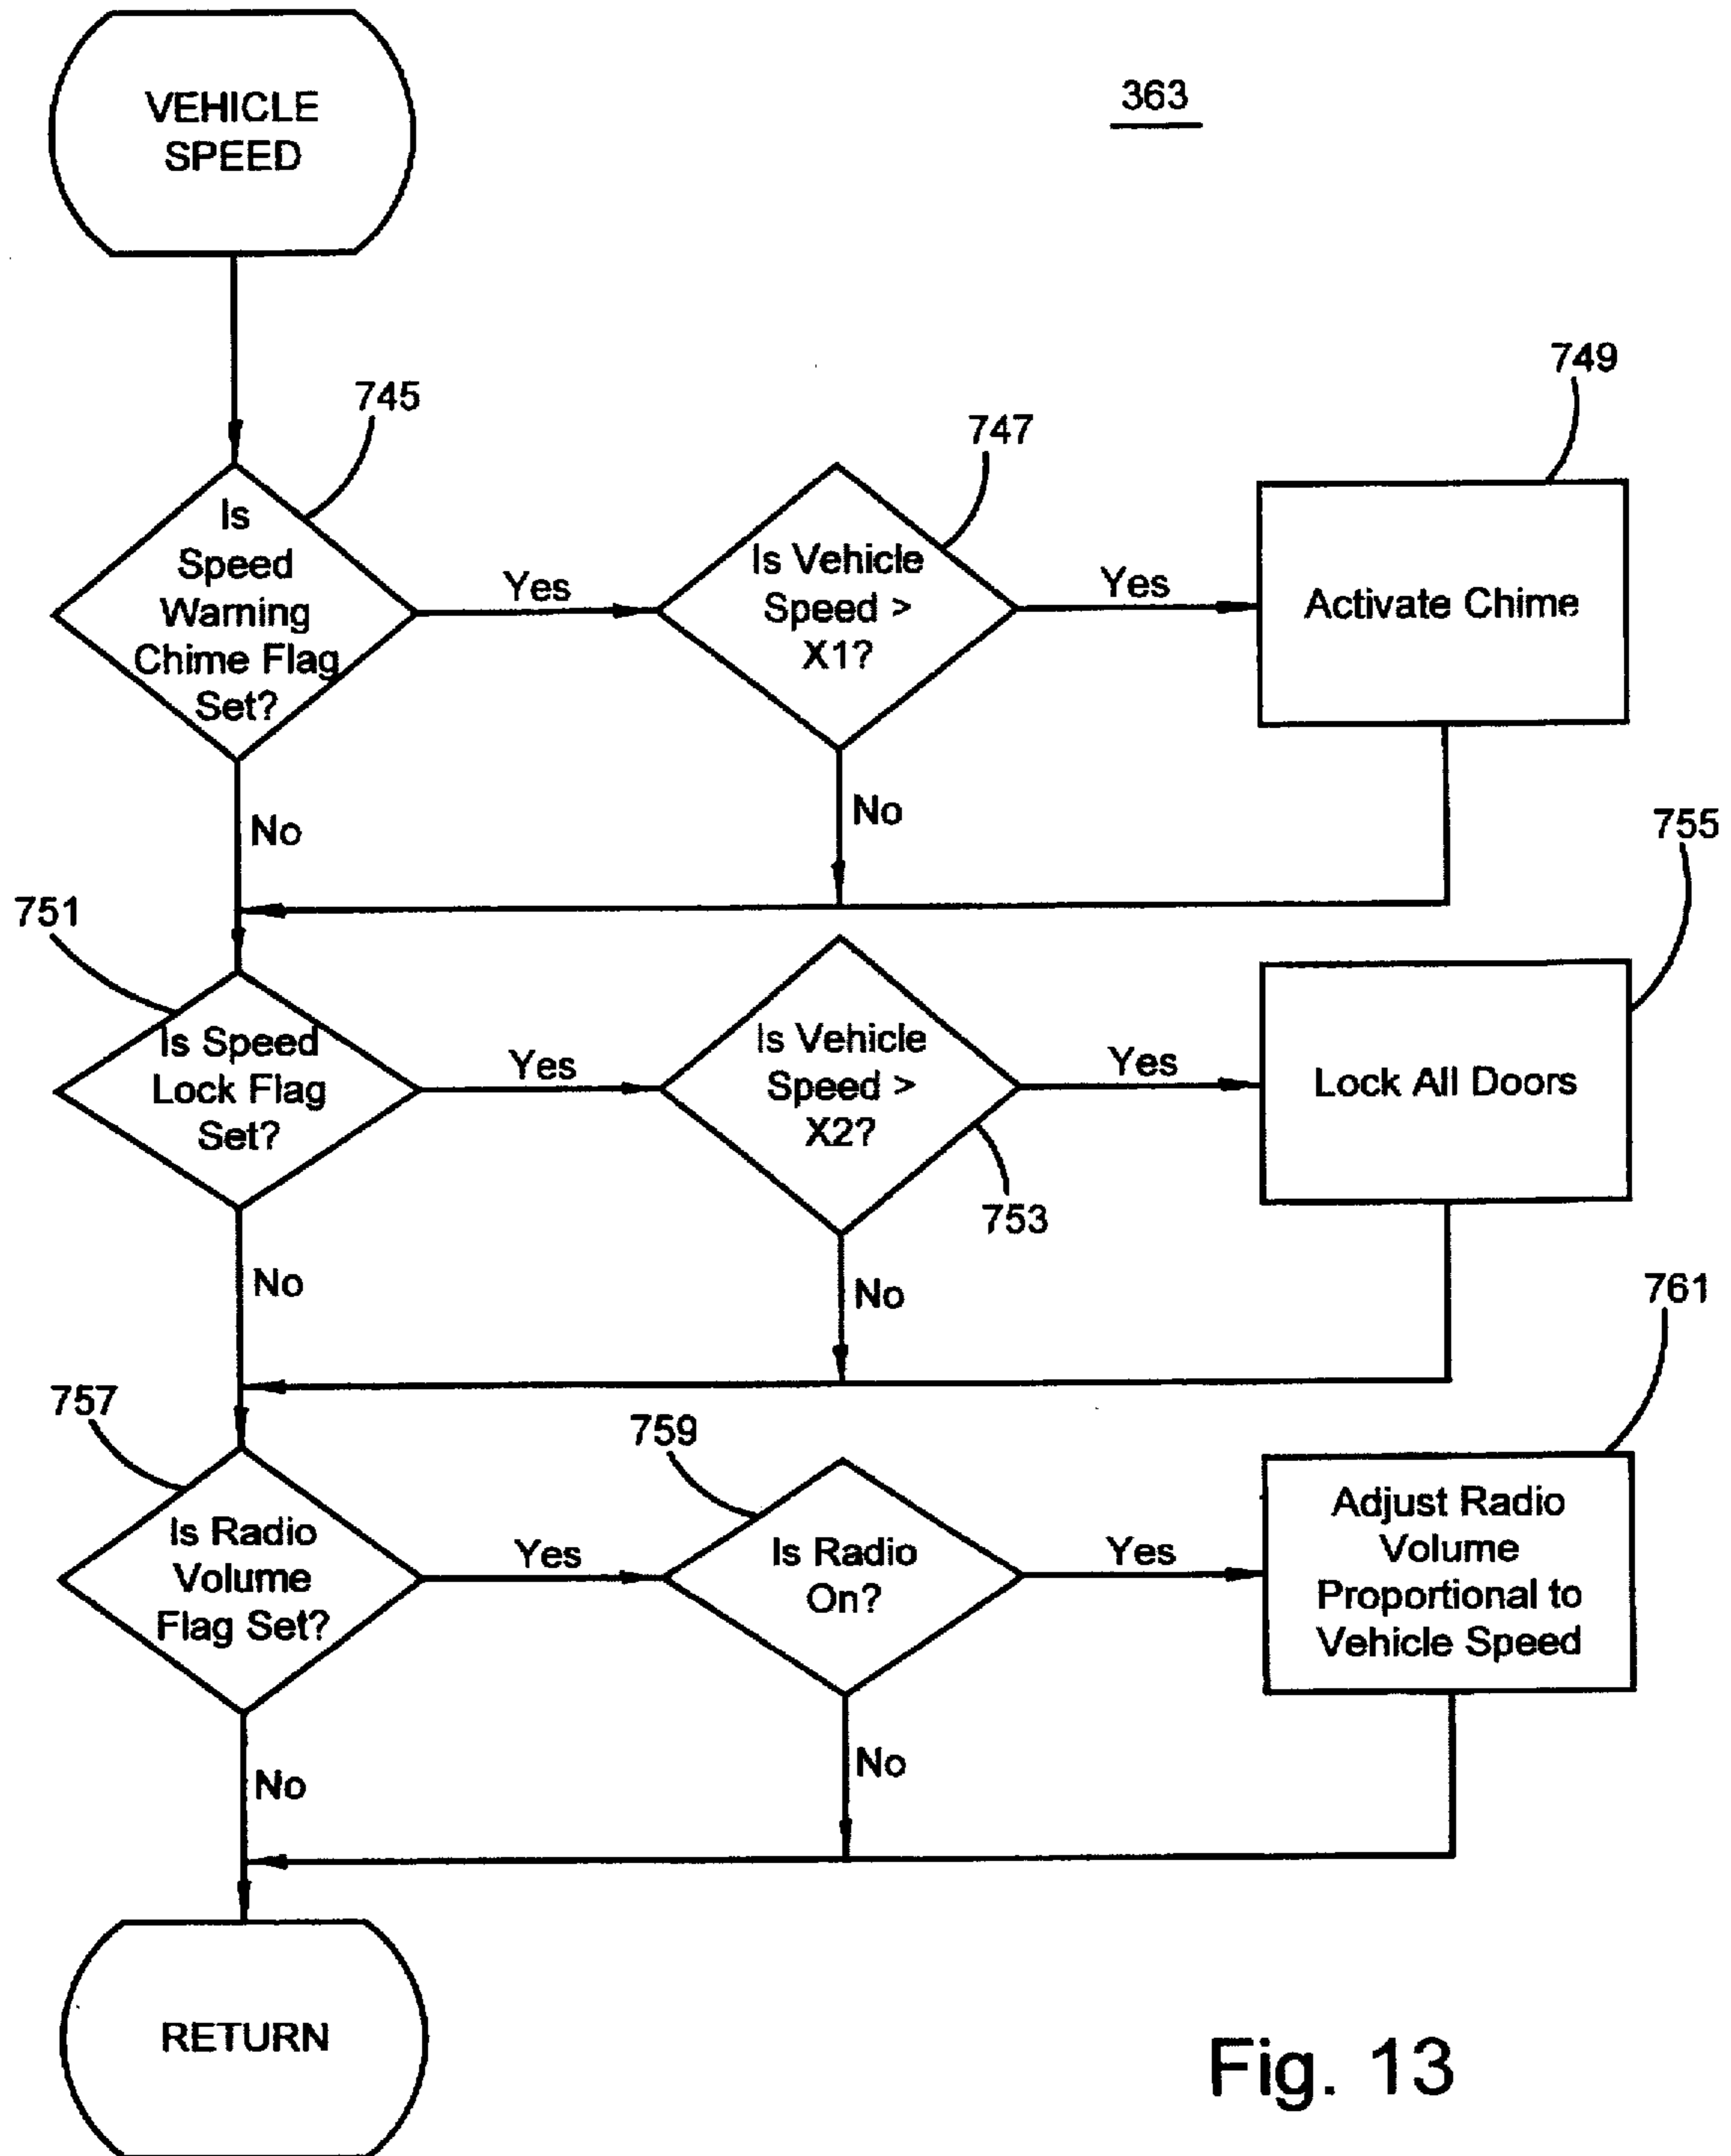 VEHICLE
SPEED
363
745
Is
Speed
Warning
Chime Flag
Set?
Yes
747
Is Vehicle
Speed >
X1?
Yes
749
Activate Chime
No
No
751
Is Speed
Lock Flag
Set?
Yes
Is Vehicle
Speed >
X2?
753
Yes
755
Lock All Doors
No
No
757
Is Radio
Volume
Flag Set?
Yes
759
Is Radio
On?
Yes
761
Adjust Radio
Volume
Proportional to
Vehicle Speed
No
No
RETURN
Fig. 13